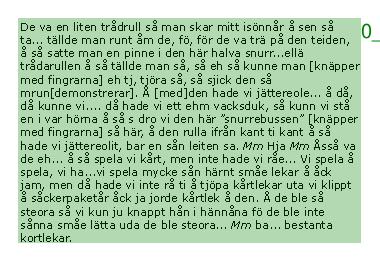 De va en liten trådrull så man skar mitt isönnår å sen så
ta... tällde man runt åm de, fö, för de va trä på den teiden,
å så satte man en pinne i den här halva snurr...ellä
trådarullen å så tällde man så, så eh så kunne man [knäpper
med fingrarna] eh tj, tjöra så, så sjick den så
mrun[demonstrerar]. Å [med]den hade vi jättereole... å då,
då kunne vi.... då hade vi ett ehm vacksduk, så kunn vi stå
en i var hörna å så s dro vi den här "snurrebussen" [knäpper
med fingrarna] så här, å den rulla ifrån kant ti kant å så
hade vi jättereolit, bar en sån leiten sa. Mm Hja Mm Åsså va
de eh... å så spela vi kårt, men inte hade vi råe... Vi spela å
spela, vi ha...vi spela mycke sån härnt småe lekar å åck
jam, men då hade vi inte rå ti å tjöpa kårtlekar uta vi klippt
å säckerpaketår åck ja jorde kårtlek å den. Å de ble så
steora så vi kun ju knappt hån i hännåna fö de ble inte
sånna småe lätta uda de ble steora... Mm ba... bestanta
kortlekar.
0_